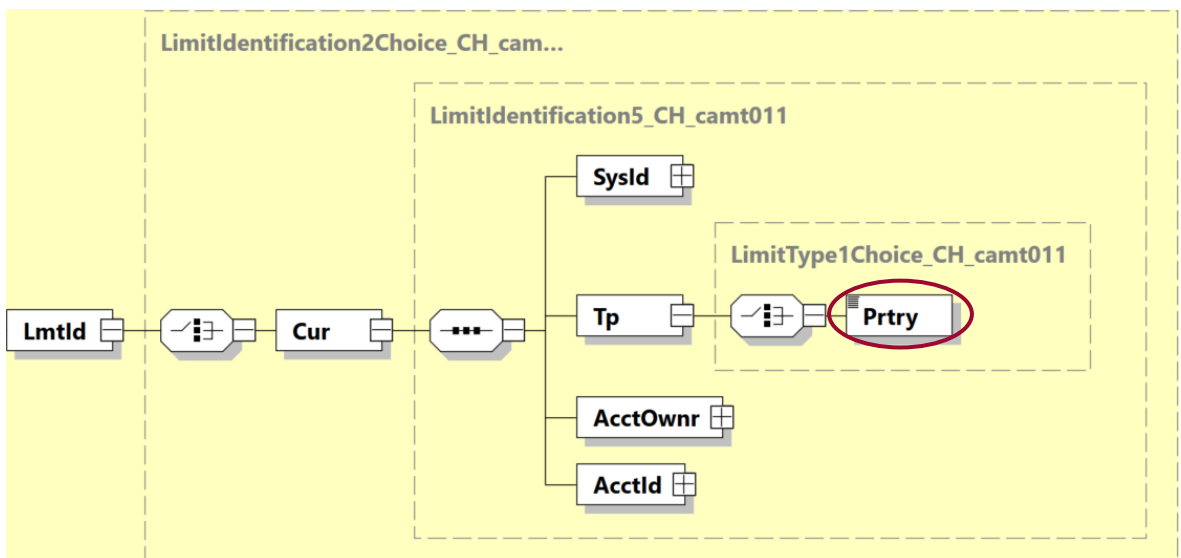 LimitIdentification2Choice_CH_cam...
LimitIdentification5_CH_camt011
SysId
LimitType1Choice_CH_camt011
LmtId
Cur
Tp
Prtry
AcctOwnr
AcctId